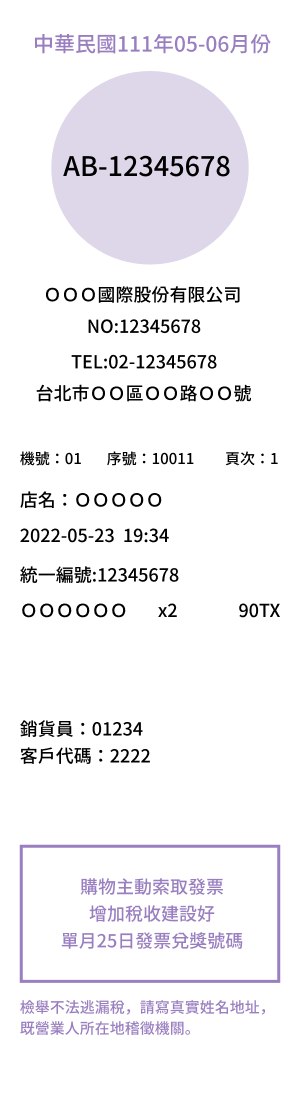 中華民國111年05-06月份
AB-12345678
ＯＯＯ國際股份有限公司
NO:12345678
TEL:02-12345678
台北市ＯＯ區ＯＯ路ＯＯ號
機號：01 序號：10011 頁次：1
店名：ＯＯＯＯＯ
2022-05-23 19:34
統一編號:12345678
ＯＯＯＯＯＯ x2 90TX
銷貨員：01234
客戶代碼：2222
購物主動索取發票
增加稅收建設好
單月25日發票兌獎號碼
檢舉不法逃漏稅，請寫真實姓名地址，
既營業人所在地稽徵機關。